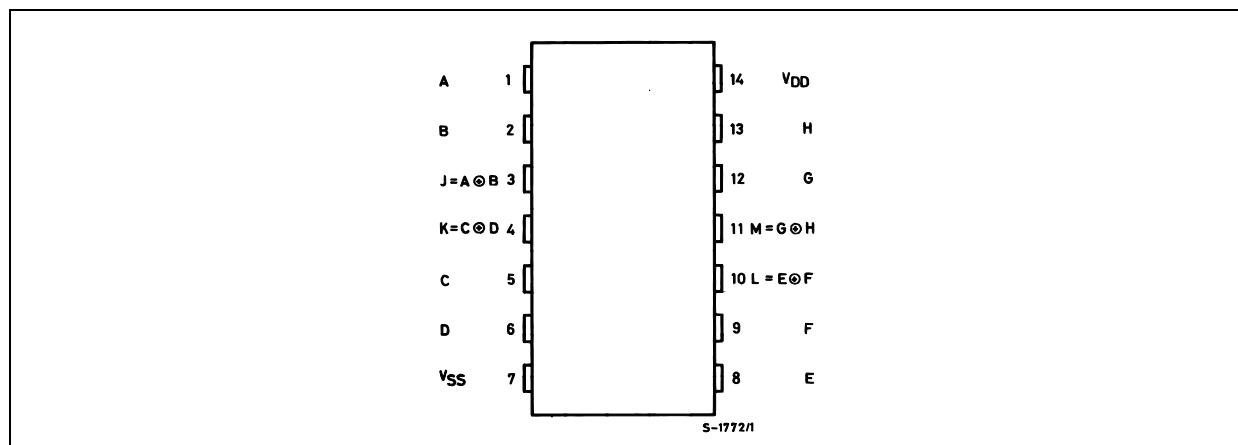 A 1 14 VDD
B 2 13 H
J=A⊕B 3 12 G
K=C⊕D 4 11 M=G⊕H
C 5 10 L=E⊕F
D 6 9 F
VSS 7 8 E
S-1772/1